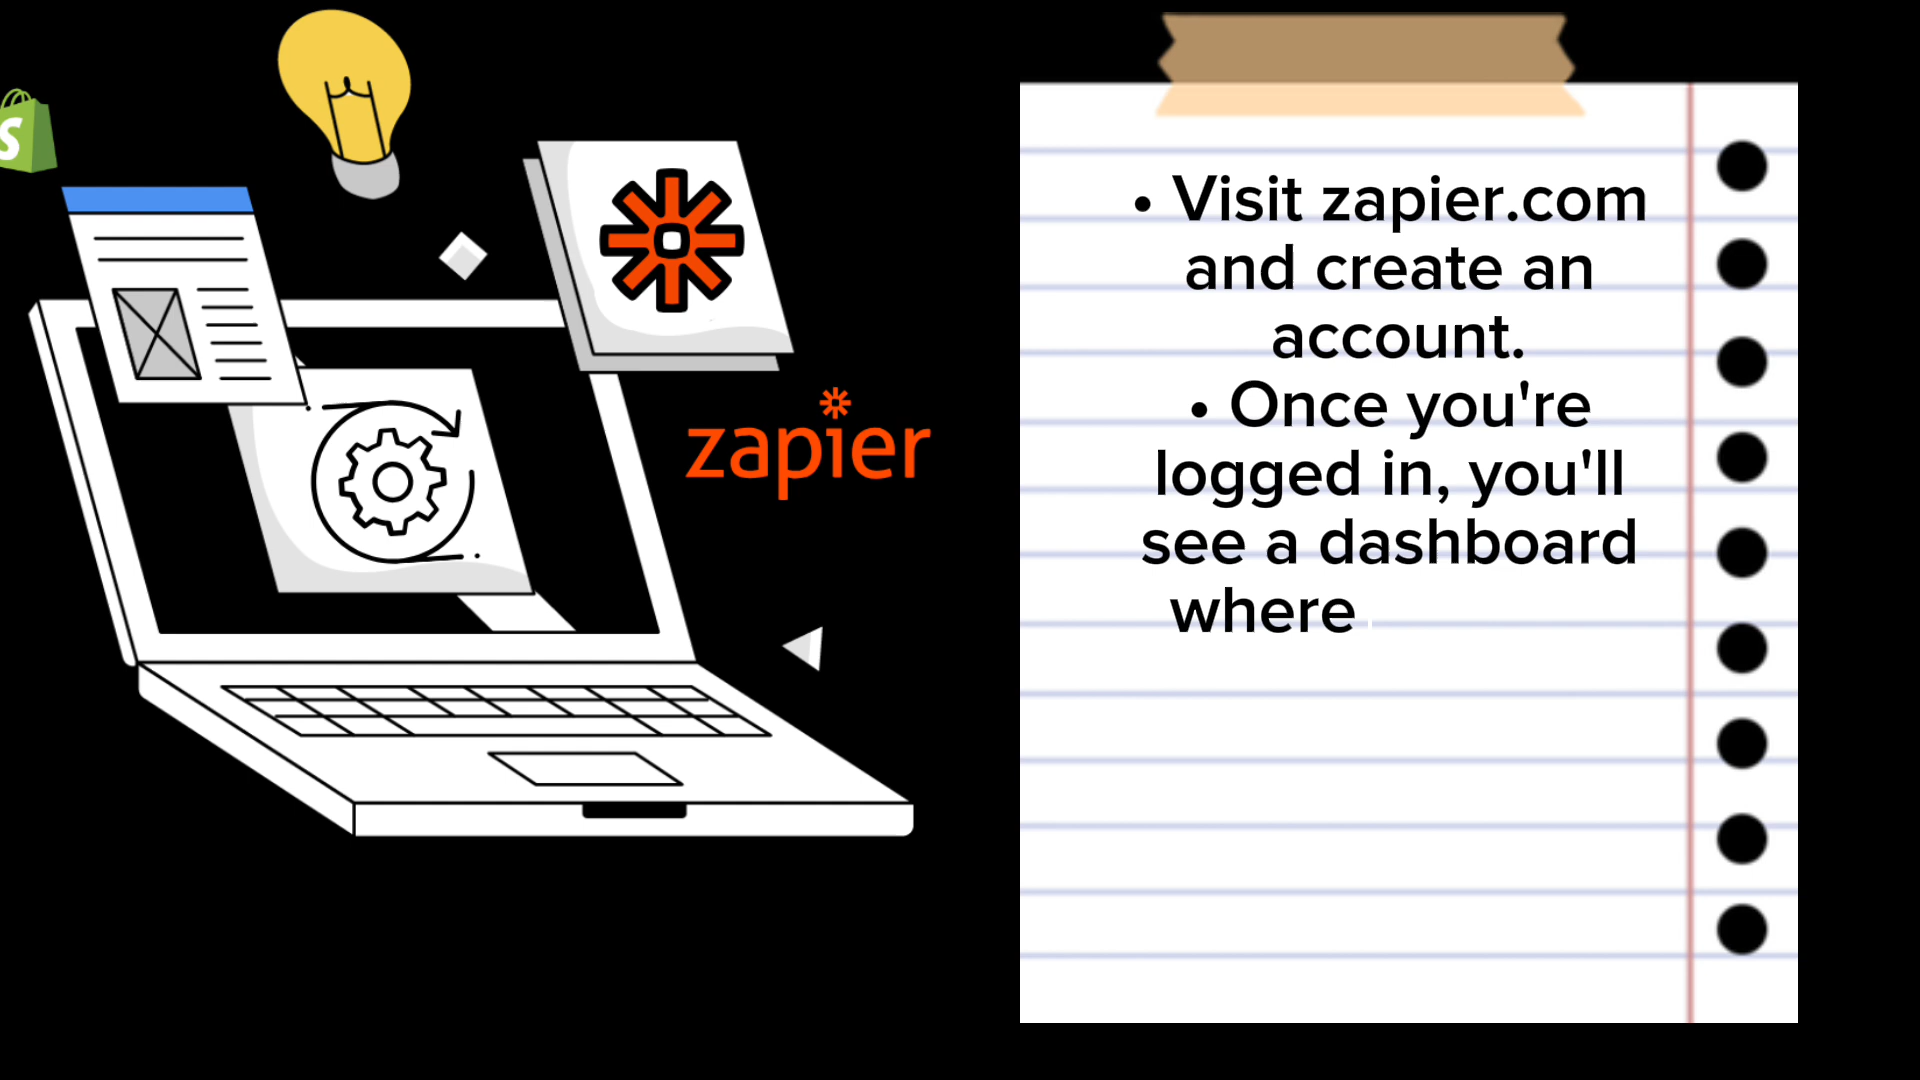 S
zapier
• Visit zapier.com
and create an
account.
• Once you're
logged in, you'll
see a dashboard
where